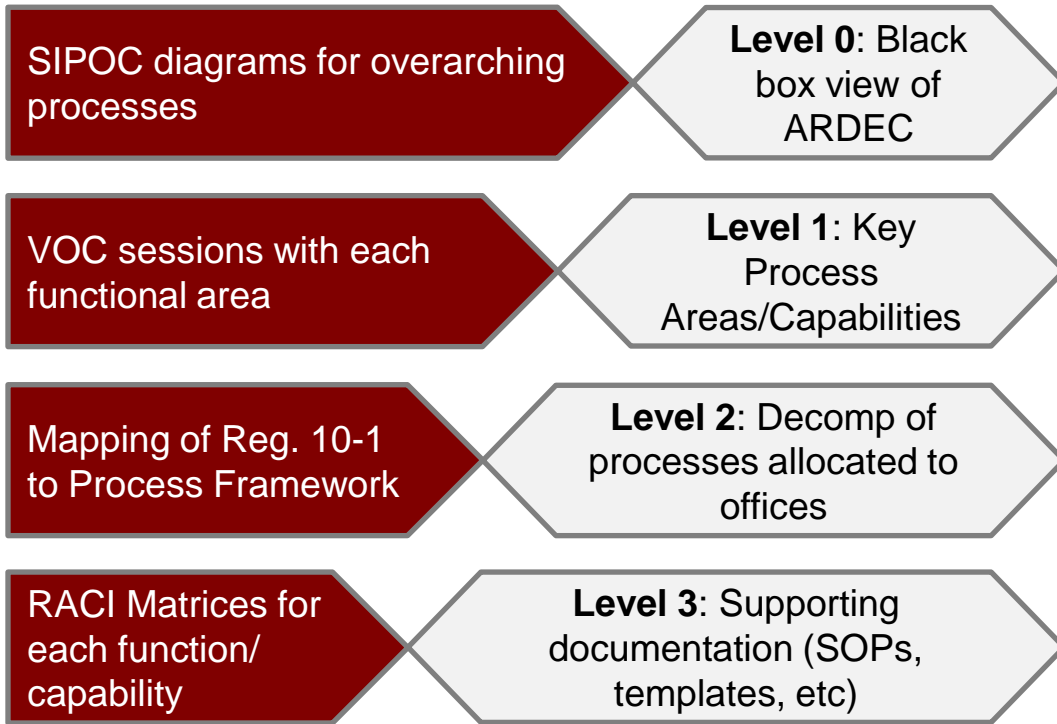 SIPOC diagrams for overarching
processes
Level 0: Black
box view of
ARDEC
VOC sessions with each
functional area
Level 1: Key
Process
Areas/Capabilities
Mapping of Reg. 10-1
to Process Framework
Level 2: Decomp of
processes allocated to
offices
RACI Matrices for
each function/
capability
Level 3: Supporting
documentation (SOPs,
templates, etc)